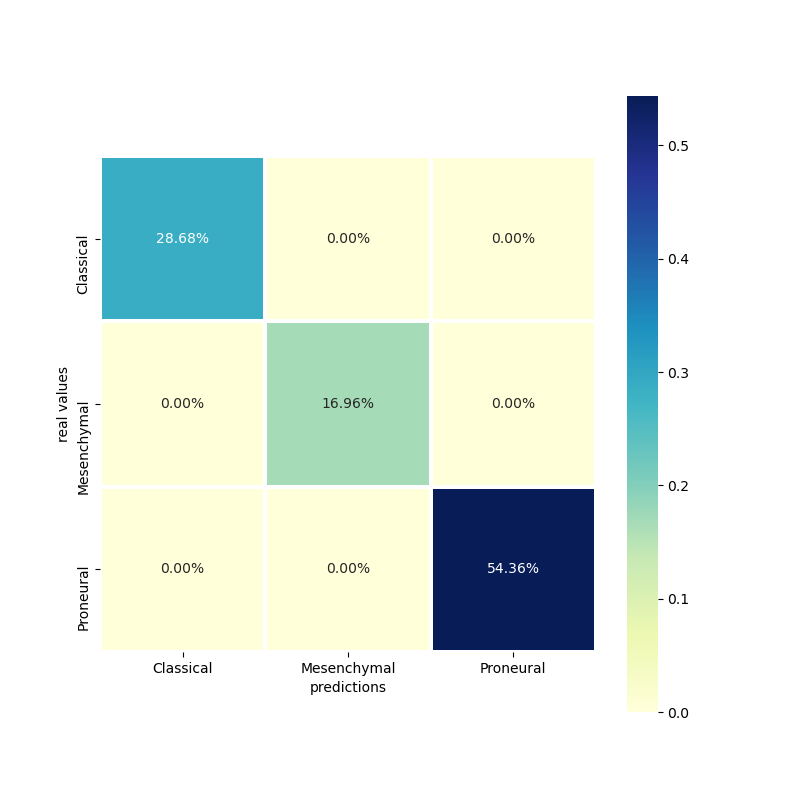 Classical
28.68%
0.00%
0.00%
Mesenchymal
0.00%
16.96%
0.00%
Proneural
0.00%
0.00%
54.36%
real values
Classical
Mesenchymal
Proneural
predictions
0.5
0.4
0.3
0.2
0.1
0.0